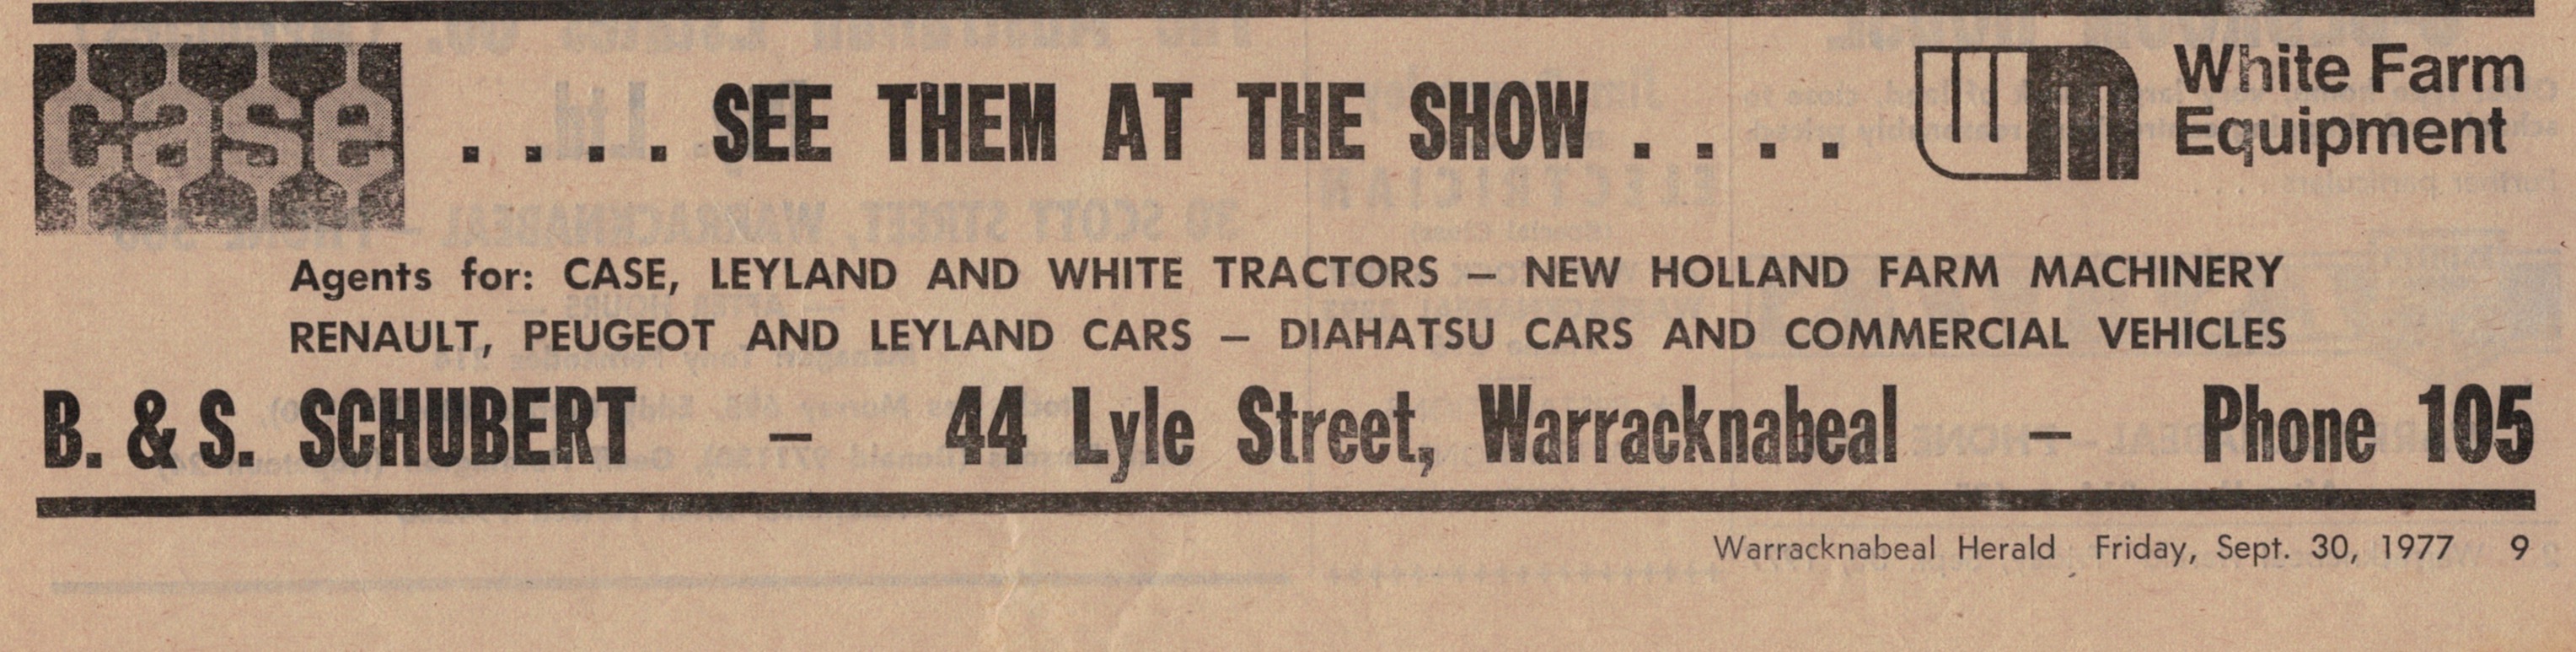 case
. . . . SEE THEM AT THE SHOW . . . .
White Farm
Equipment
Agents for: CASE, LEYLAND AND WHITE TRACTORS — NEW HOLLAND FARM MACHINERY
RENAULT, PEUGEOT AND LEYLAND CARS — DIAHATSU CARS AND COMMERCIAL VEHICLES
B. & S. SCHUBERT — 44 Lyle Street, Warracknabeal — Phone 105
Warracknabeal Herald Friday, Sept. 30, 1977 9